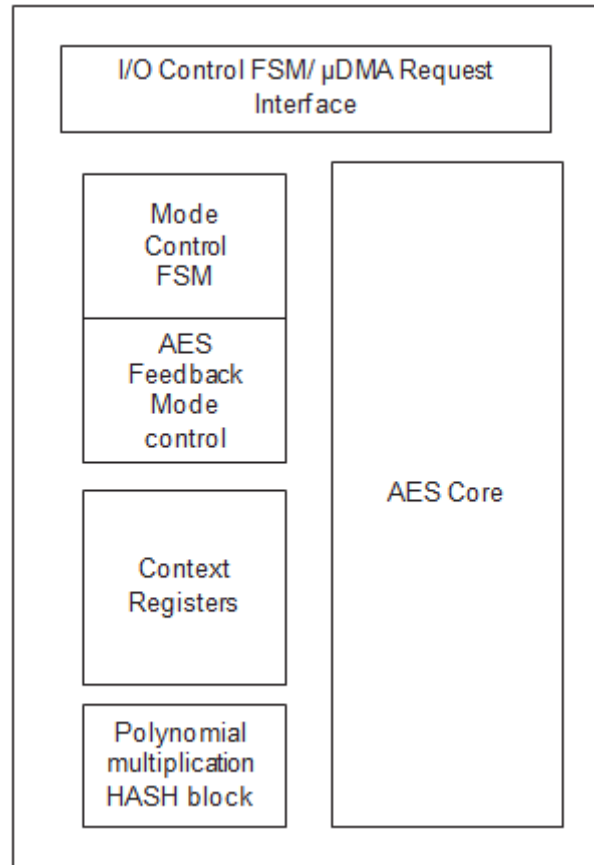 I/O Control FSM/ µDMA Request
Interface
Mode
Control
FSM
AES
Feedback
Mode
control
Context
Registers
Polynomial
multiplication
HASH block
AES Core